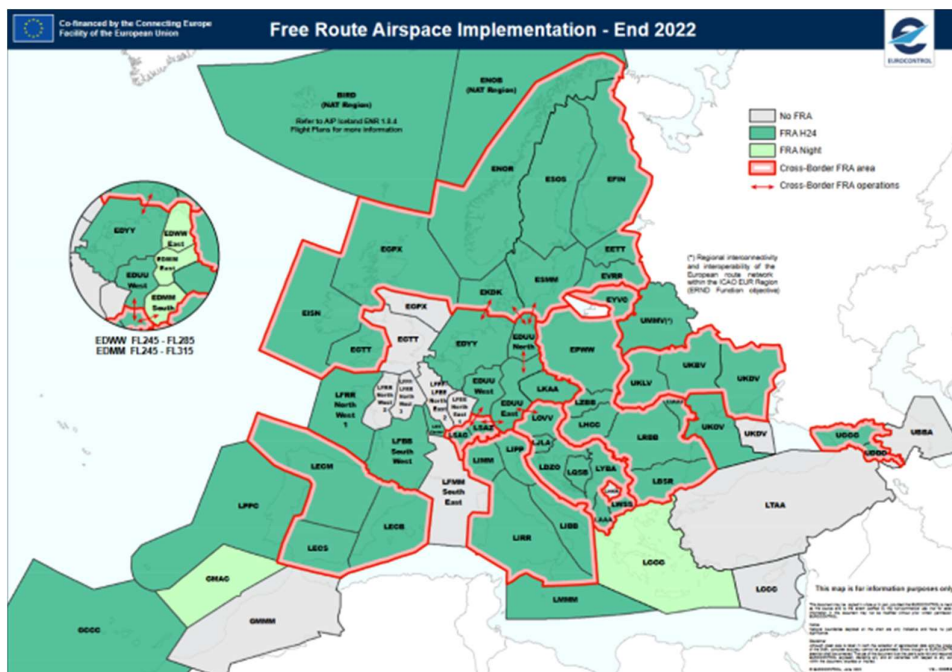 Co-financed by the Connecting Europe
Facility of the European Union
Free Route Airspace Implementation - End 2022
EUROCONTROL
BIRD
(NAT Region)
Refer to AIP Iceland ENR 1.8.4
Flight Plans for more information
ENOB
(NAT Region)
No FRA
FRA H24
FRA Night
Cross-Border FRA area
Cross-Border FRA operations
ENOR
ESOS
EFIN
EGPX
EETT
EVRR
ESMM
EKDK
EYVC
(*) Regional interconnectivity
and interoperability of the
European route network
within the ICAO EUR Region
(ERND Function objective)
UMMV(*)
EDYY
EDWW
East
EDMM
East
EDUU
West
EDMM
South
EDWW FL245 - FL285
EDMM FL245 - FL315
EISN
EGTT
EGPX
EGTT
EDYY
EDUU
North
EPWW
EDUU
West
EDUU
East
LKAA
UKLV
UKBV
UKDV
LFRR
North
West
1
LFBB
South
West
LSAG
LSAZ
LOVV
LHCC
LRBB
UKOV
UKDV
LJLA
LIMM
LIPP
LDZO
LQSB
LYBA
LBSR
LWSS
LAAA
LFMM
South
East
LECM
LECB
LECS
LPPC
LIRR
LIBB
UGGG
UDDD
UBBA
LTAA
LGGG
LCCC
LMMM
GMAC
GMMM
GCCC
This map is for information purposes only